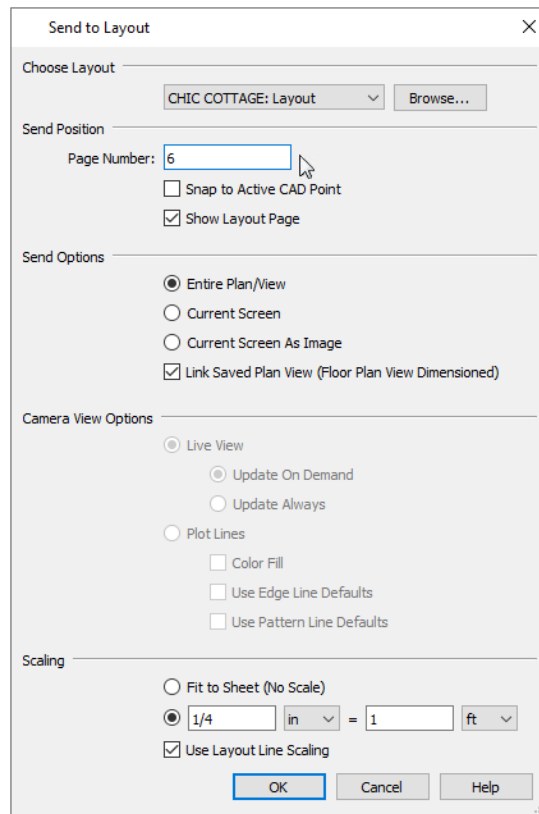 Send to Layout
Choose Layout
CHIC COTTAGE: Layout Browse...
Send Position
Page Number: 6
Snap to Active CAD Point
Show Layout Page
Send Options
Entire Plan/View
Current Screen
Current Screen As Image
Link Saved Plan View (Floor Plan View Dimensioned)
Camera View Options
Live View
Update On Demand
Update Always
Plot Lines
Color Fill
Use Edge Line Defaults
Use Pattern Line Defaults
Scaling
Fit to Sheet (No Scale)
1/4 in = 1 ft
Use Layout Line Scaling
OK Cancel Help